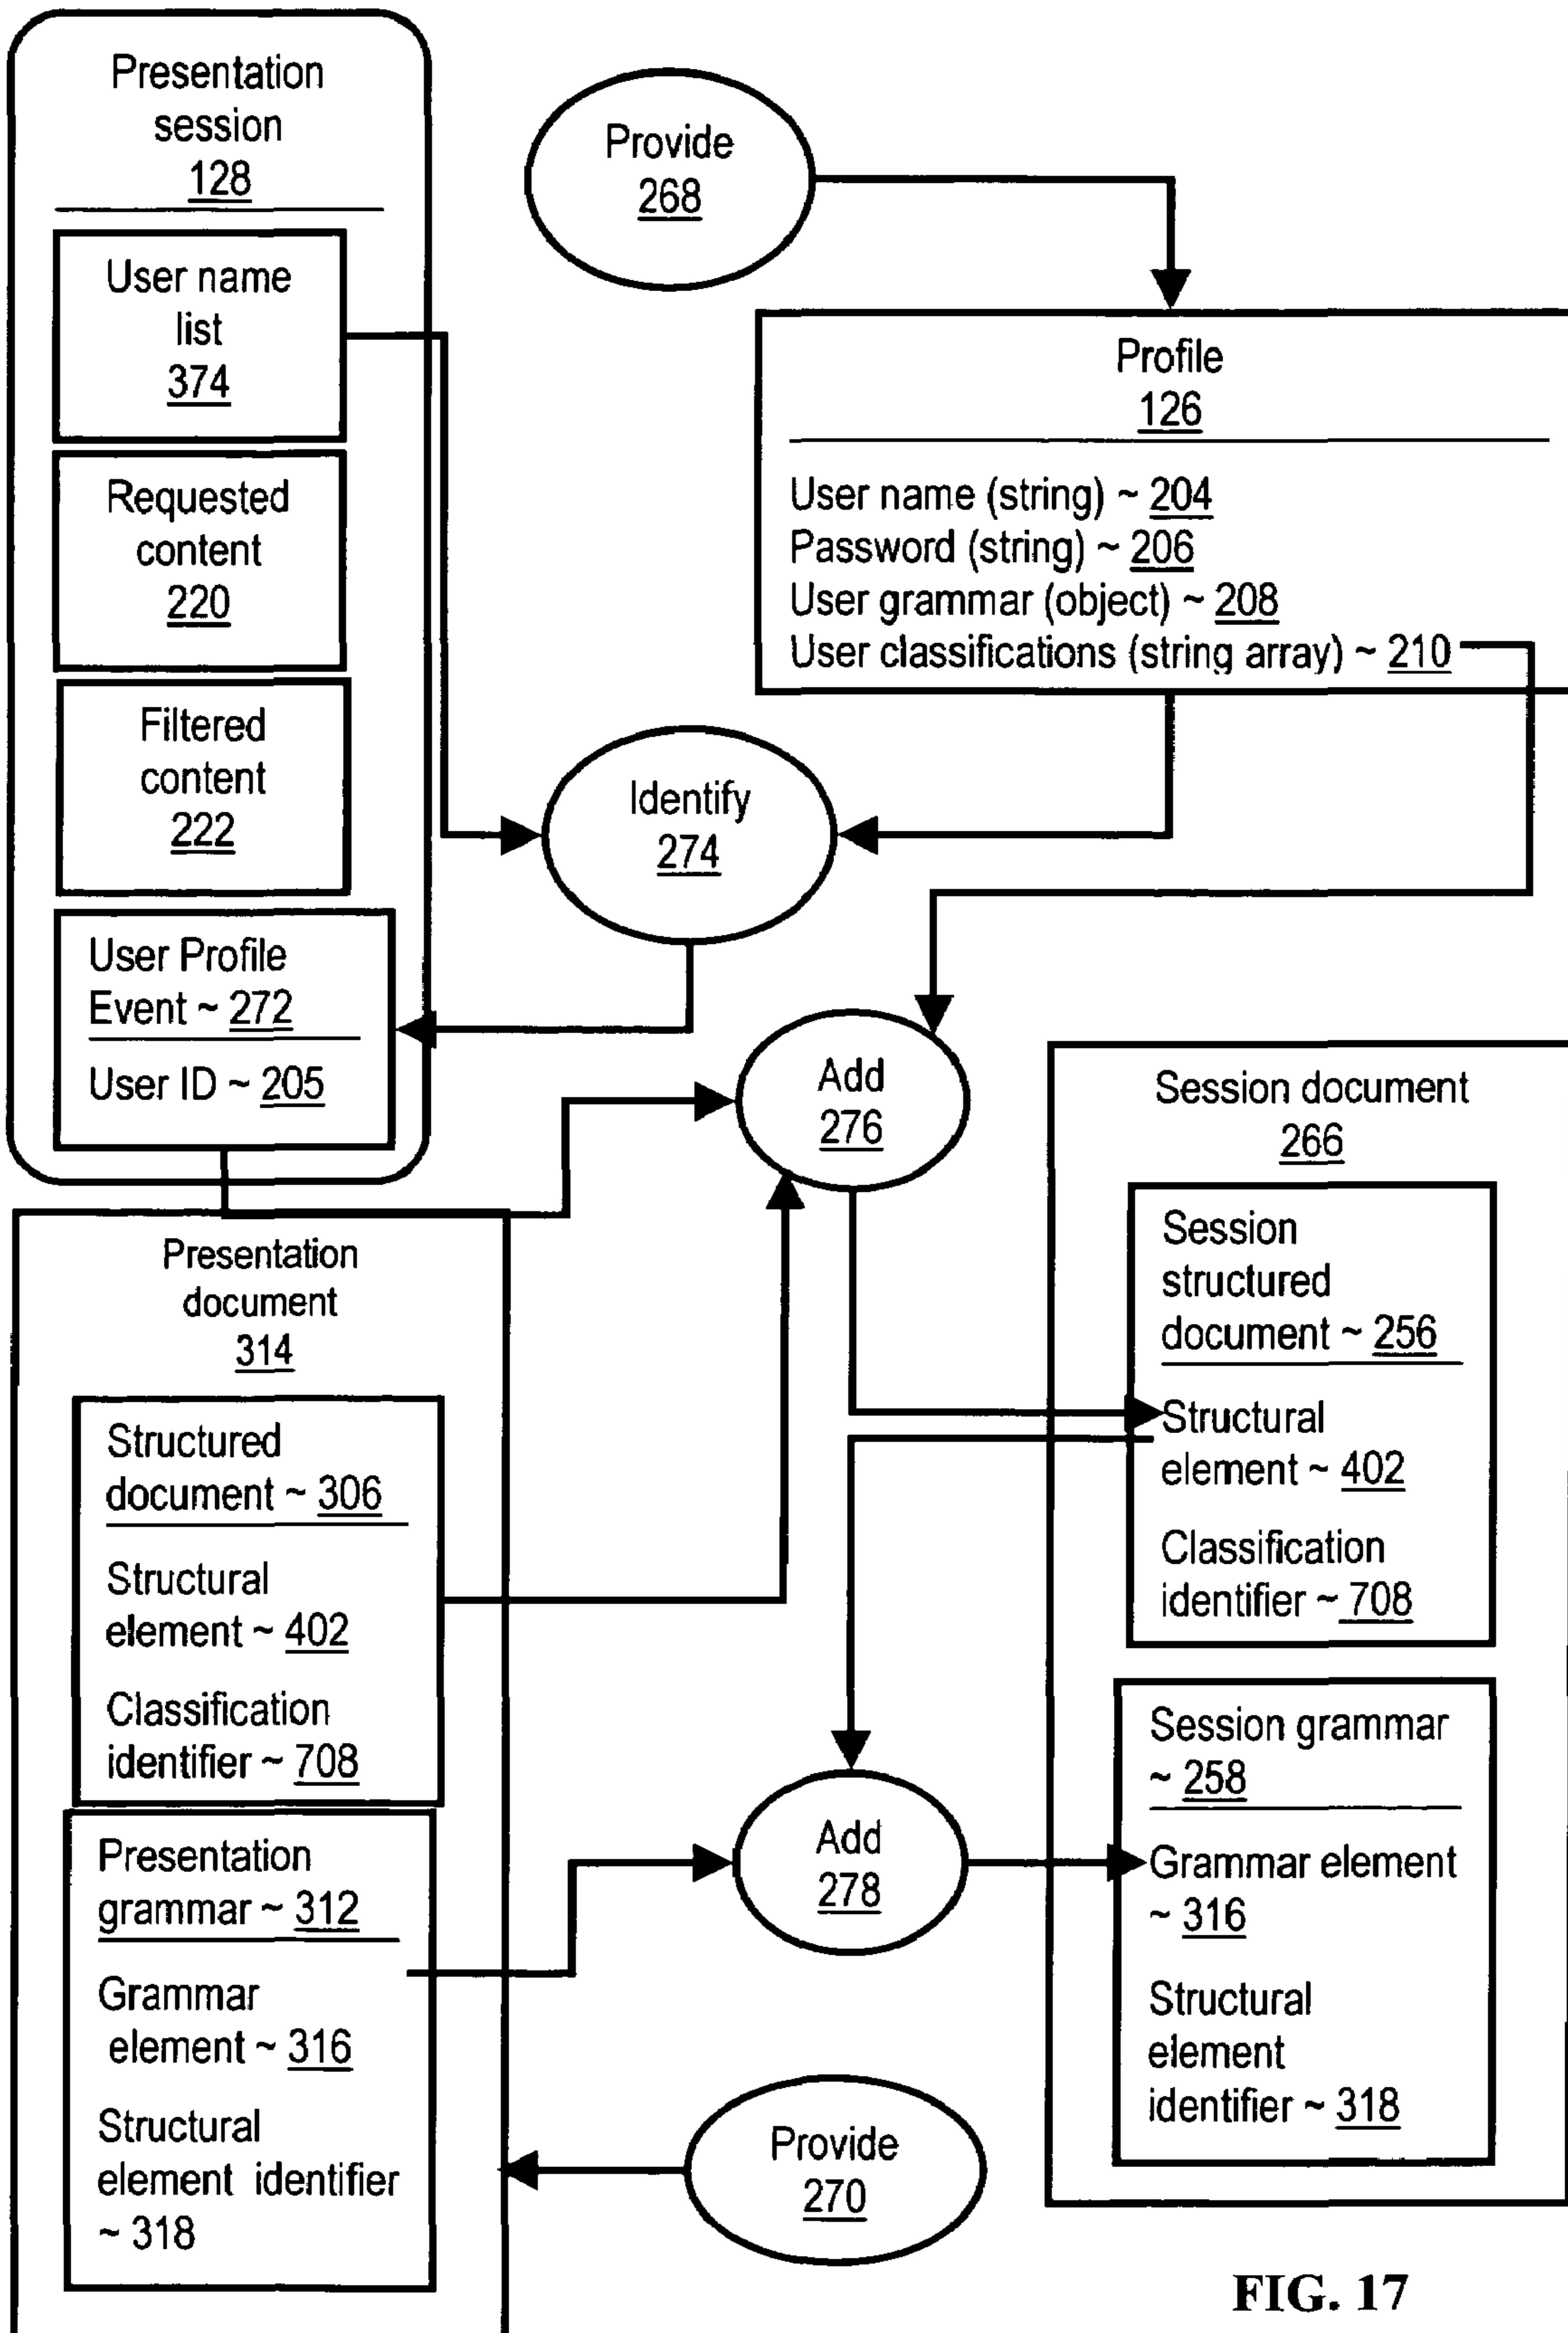 Presentation
session
128
User name
list
374
Requested
content
220
Filtered
content
222
User Profile
Event ~ 272
User ID ~ 205
Provide
268
Profile
126
User name (string) ~ 204
Password (string) ~ 206
User grammar (object) ~ 208
User classifications (string array) ~ 210
Identify
274
Add
276
Session document
266
Session
structured
document ~ 256
Structural
element ~ 402
Classification
identifier ~ 708
Presentation
document
314
Structured
document ~ 306
Structural
element ~ 402
Classification
identifier ~ 708
Presentation
grammar ~ 312
Grammar
element ~ 316
Structural
element identifier
~ 318
Add
278
Session grammar
~ 258
Grammar element
~ 316
Structural
element
identifier ~ 318
Provide
270
FIG. 17